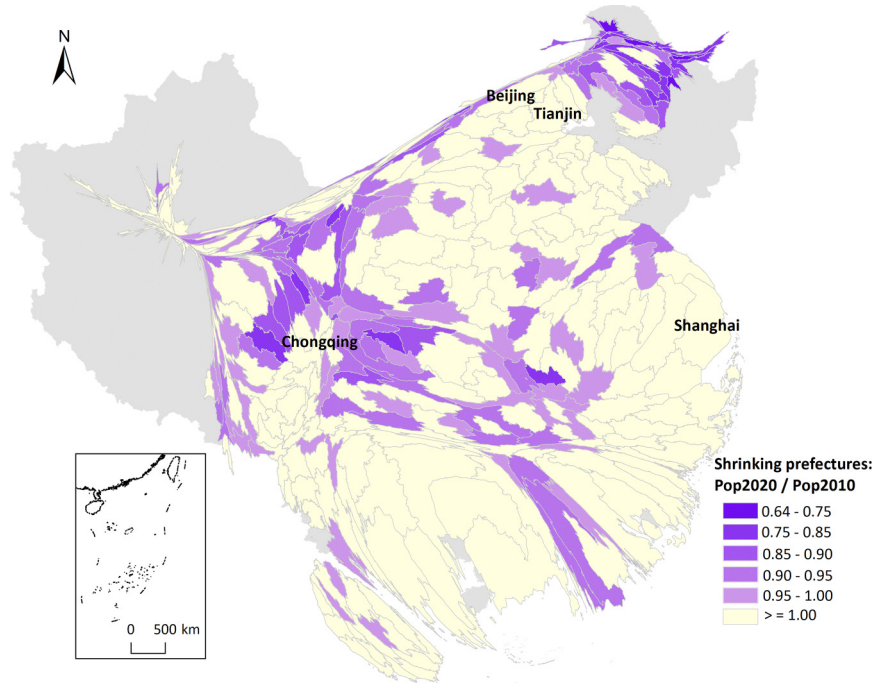 N
Beijing
Tianjin
Shanghai
Chongqing
Shrinking prefectures:
Pop2020 / Pop2010
0.64 - 0.75
0.75 - 0.85
0.85 - 0.90
0.90 - 0.95
0.95 - 1.00
> = 1.00
0 500 km